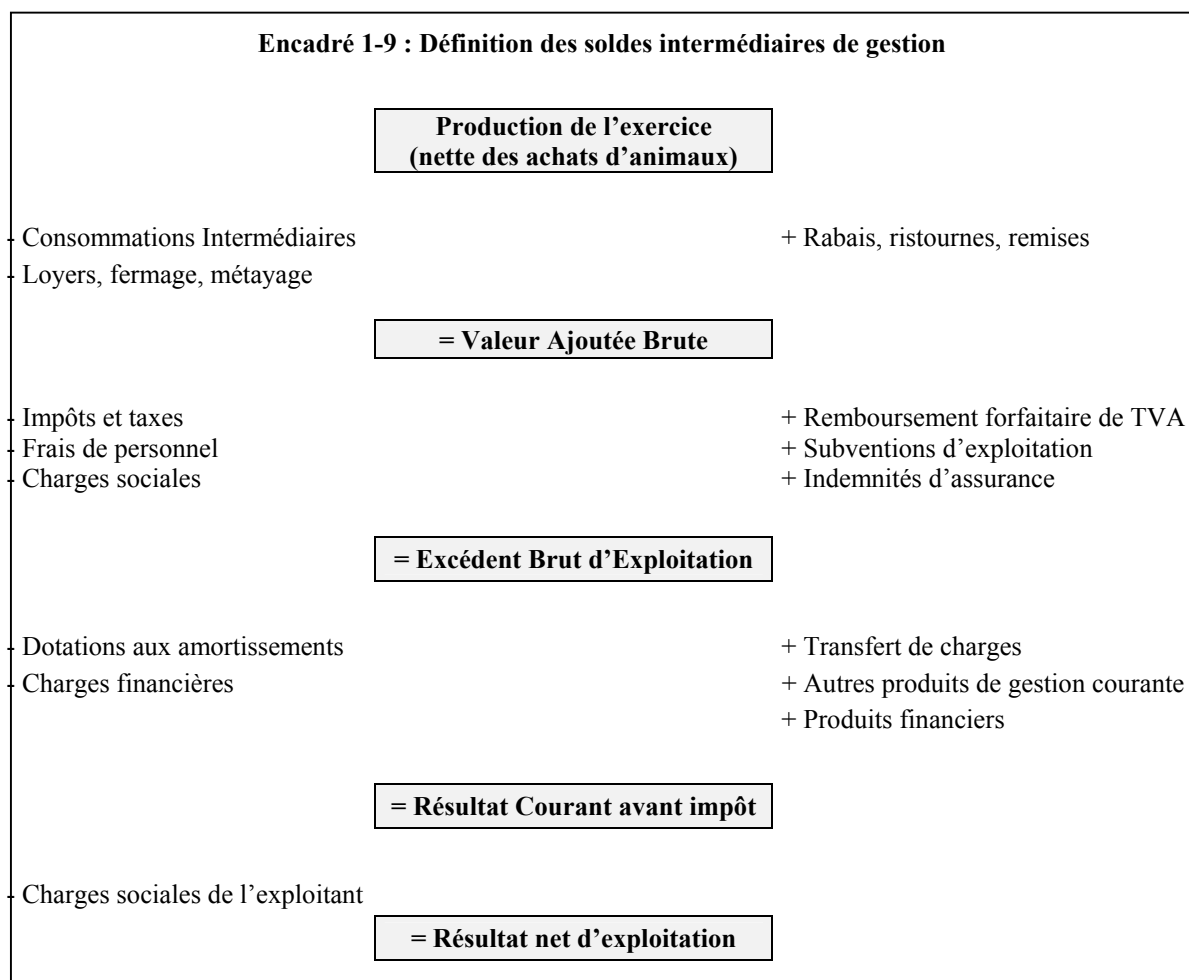 Encadré 1-9 : Définition des soldes intermédiaires de gestion
Production de l’exercice
(nette des achats d’animaux)
- Consommations Intermédiaires
+ Rabais, ristournes, remises
- Loyers, fermage, métayage
= Valeur Ajoutée Brute
- Impôts et taxes
+ Remboursement forfaitaire de TVA
- Frais de personnel
+ Subventions d’exploitation
- Charges sociales
+ Indemnités d’assurance
= Excédent Brut d’Exploitation
- Dotations aux amortissements
+ Transfert de charges
- Charges financières
+ Autres produits de gestion courante
+ Produits financiers
= Résultat Courant avant impôt
- Charges sociales de l’exploitant
= Résultat net d’exploitation